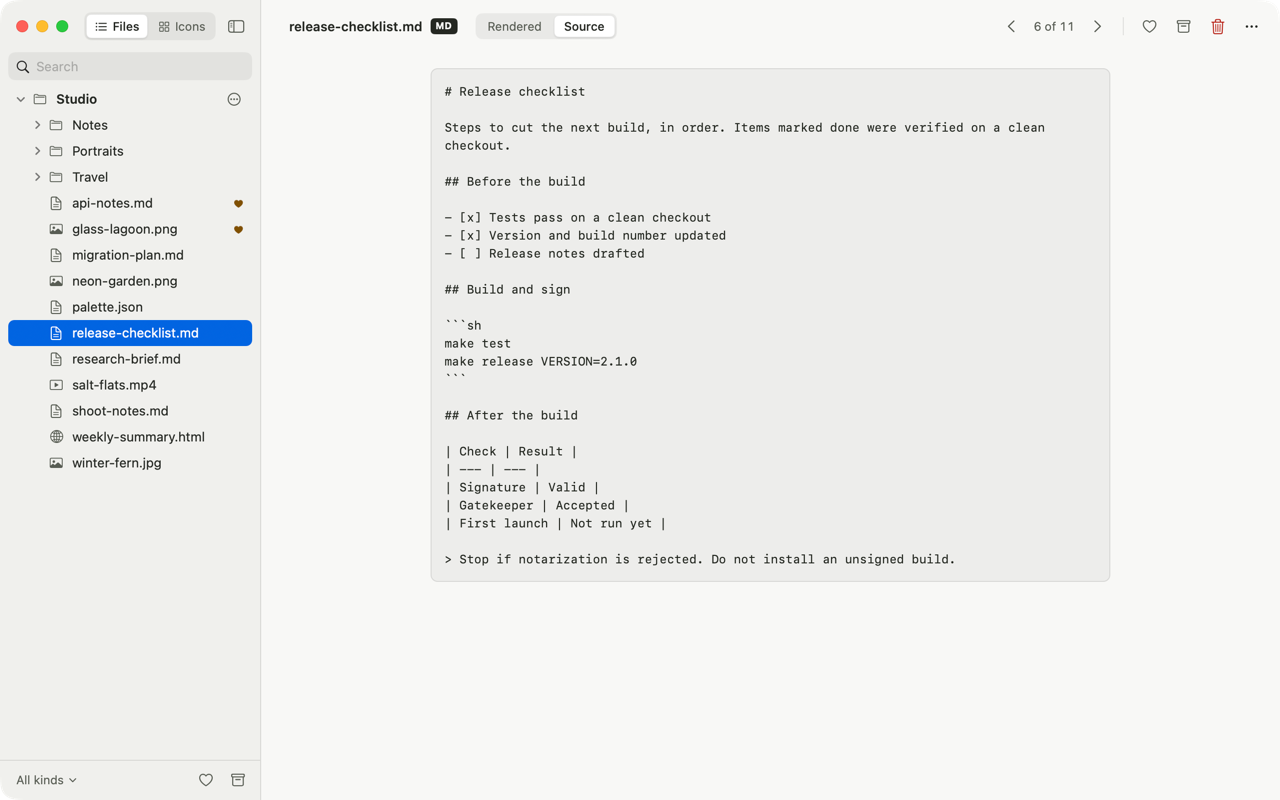 Files
Icons
release-checklist.md
MD
Rendered
Source
6 of 11
Search
Studio
Notes
Portraits
Travel
api-notes.md
glass-lagoon.png
migration-plan.md
neon-garden.png
palette.json
release-checklist.md
research-brief.md
salt-flats.mp4
shoot-notes.md
weekly-summary.html
winter-fern.jpg
All kinds
# Release checklist
Steps to cut the next build, in order. Items marked done were verified on a clean
checkout.
## Before the build
- [x] Tests pass on a clean checkout
- [x] Version and build number updated
- [ ] Release notes drafted
## Build and sign
```sh
make test
make release VERSION=2.1.0
```
## After the build
| Check | Result |
| --- | --- |
| Signature | Valid |
| Gatekeeper | Accepted |
| First launch | Not run yet |
> Stop if notarization is rejected. Do not install an unsigned build.